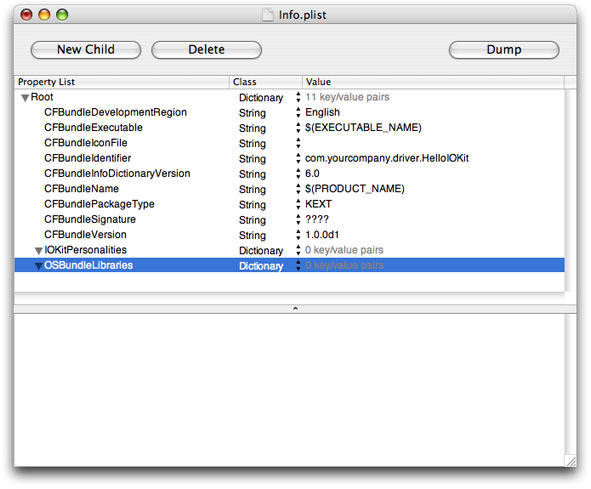 Info.plist
New Child Delete Dump
Property List Class Value
Root Dictionary 11 key/value pairs
CFBundleDevelopmentRegion String English
CFBundleExecutable String $(EXECUTABLE_NAME)
CFBundleIconFile String
CFBundleIdentifier String com.yourcompany.driver.HelloIOKit
CFBundleInfoDictionaryVersion String 6.0
CFBundleName String $(PRODUCT_NAME)
CFBundlePackageType String KEXT
CFBundleSignature String ????
CFBundleVersion String 1.0.0d1
IOKitPersonalities Dictionary 0 key/value pairs
OSBundleLibraries Dictionary 0 key/value pairs